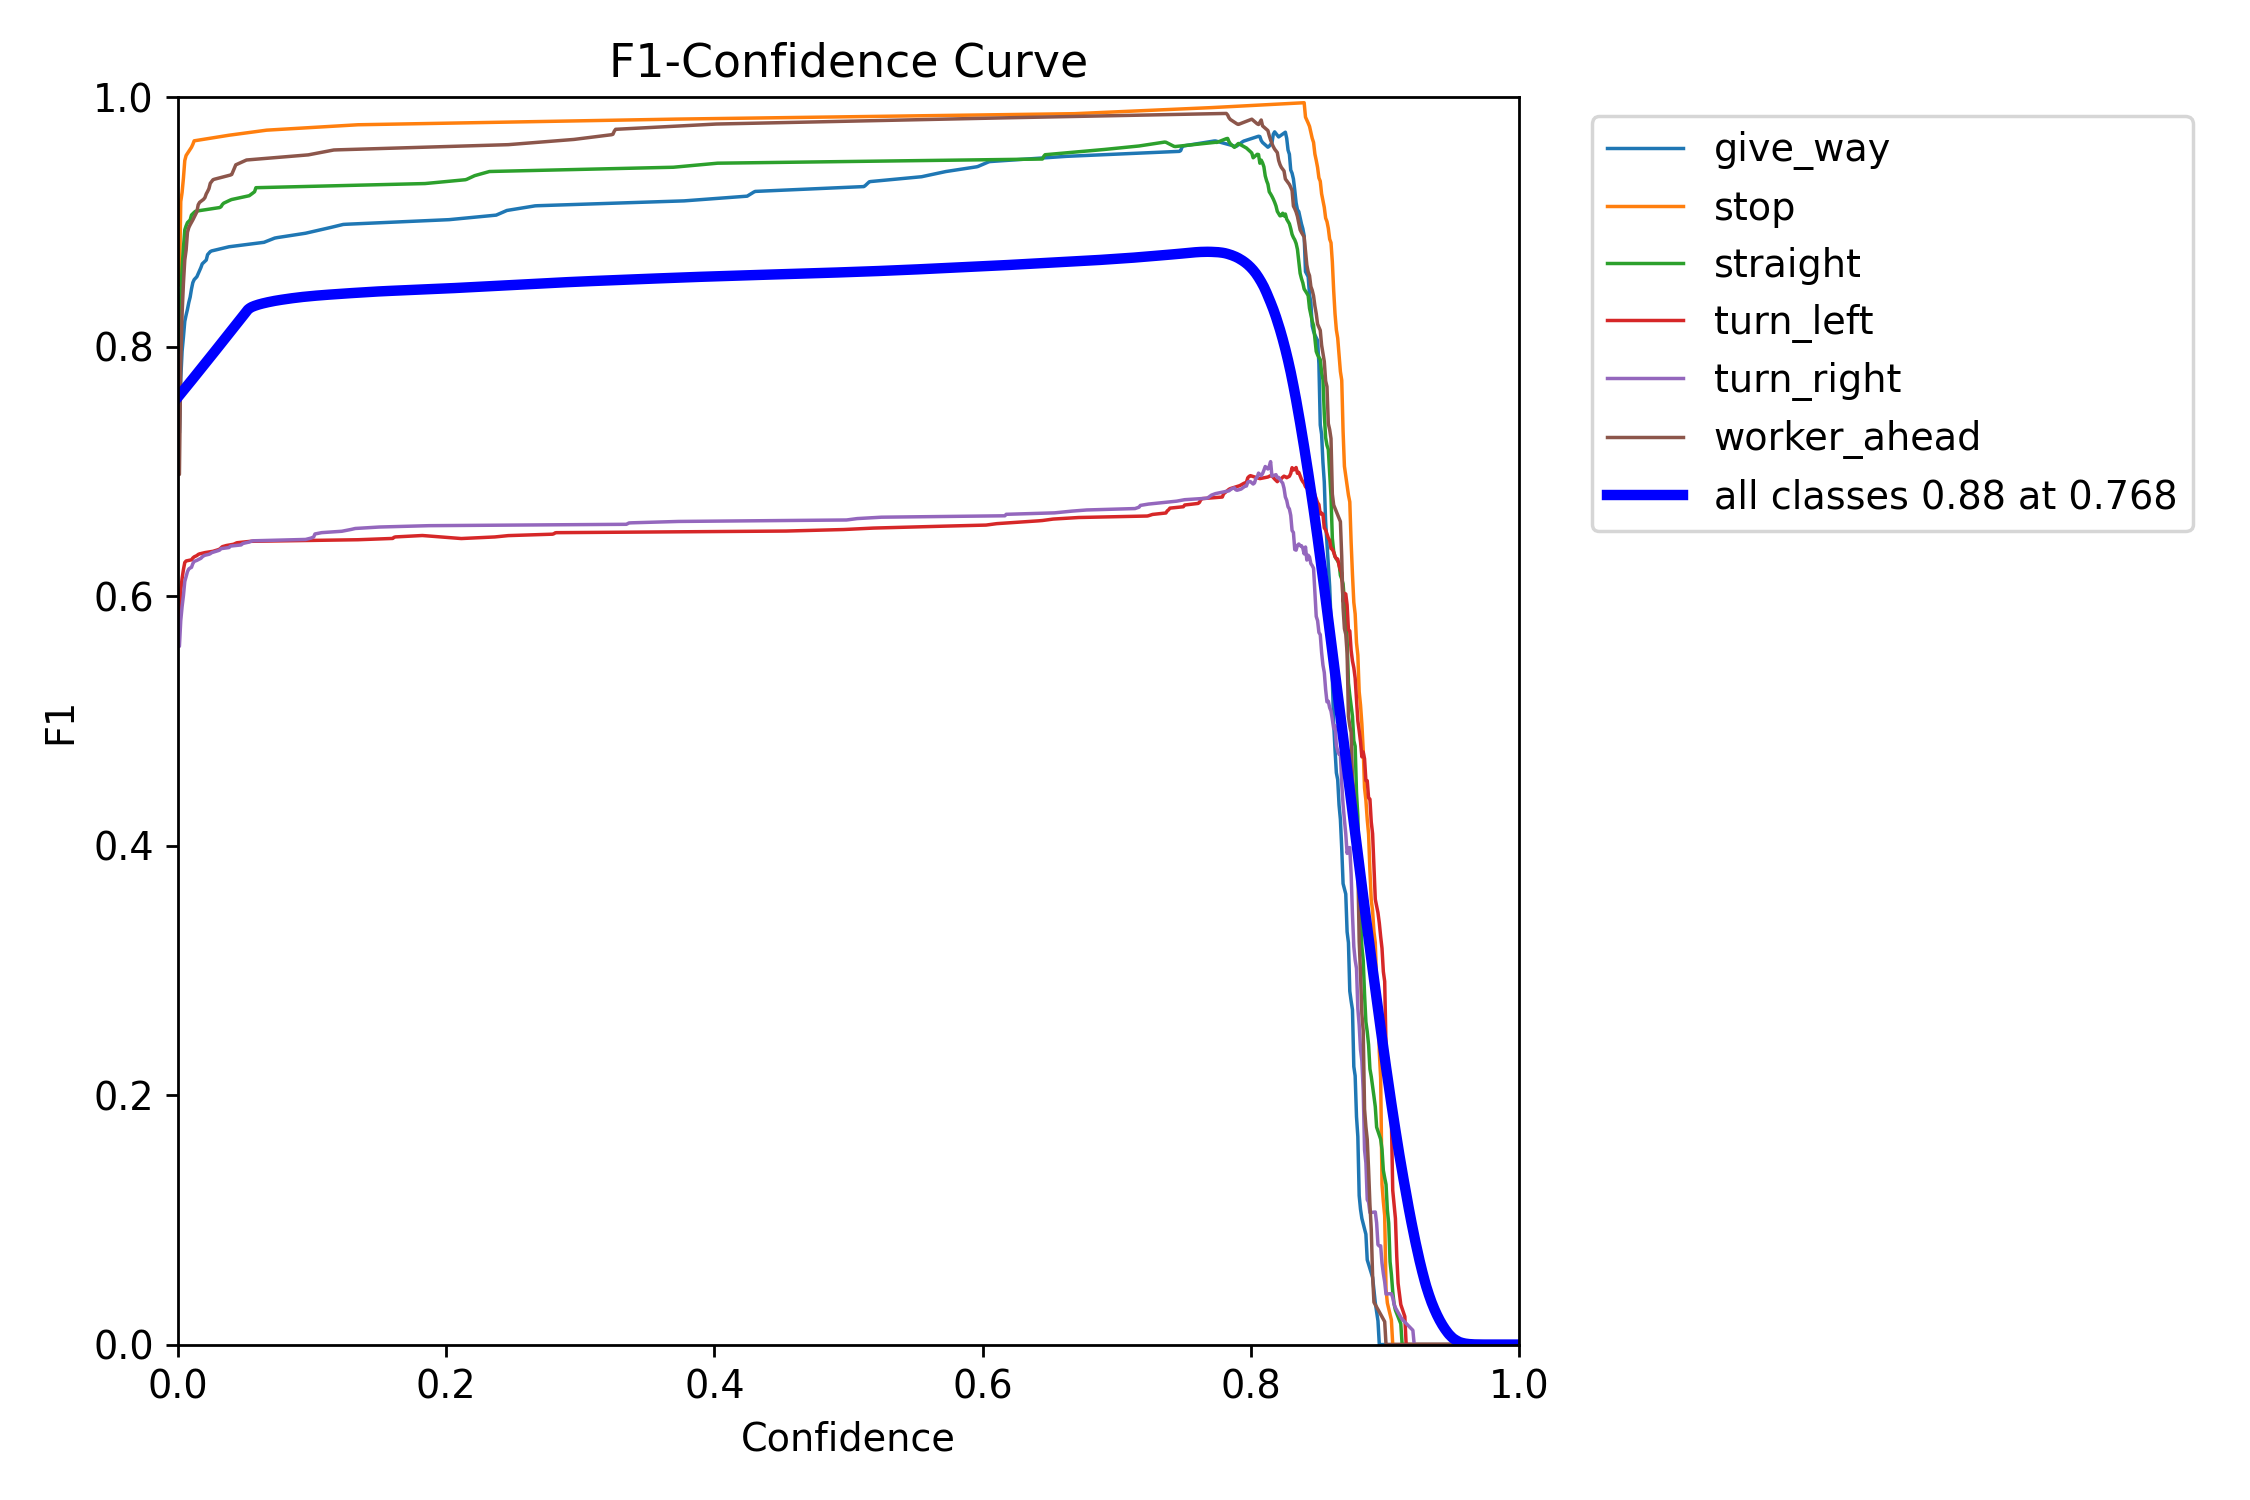 F1-Confidence Curve
1.0
0.8
0.6
0.4
0.2
0.0
F1
0.0 0.2 0.4 0.6 0.8 1.0
Confidence
give_way
stop
straight
turn_left
turn_right
worker_ahead
all classes 0.88 at 0.768